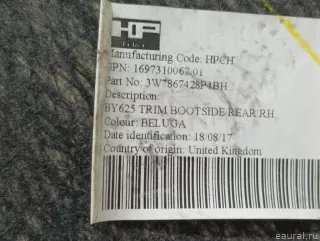 HP
Manufacturing Code: HPCH
HPN: 1697310067-01
Part No: 3W7867428P4BH
Description:
BY625 TRIM BOOTSIDE REAR RH
Colour: BELUGA
Date identification: 18/08/17
Country of origin: United Kingdom
eaural.ru